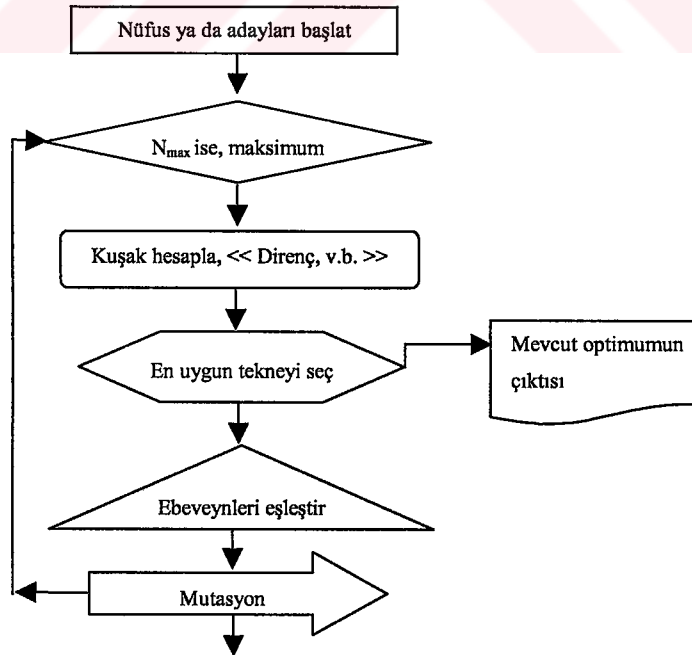 Nüfus ya da adayları başlat
Nmax ise, maksimum
Kuşak hesapla, << Direnç, v.b. >>
En uygun tekneyi seç
Mevcut optimumun
çıktısı
Ebeveynleri eşleştir
Mutasyon